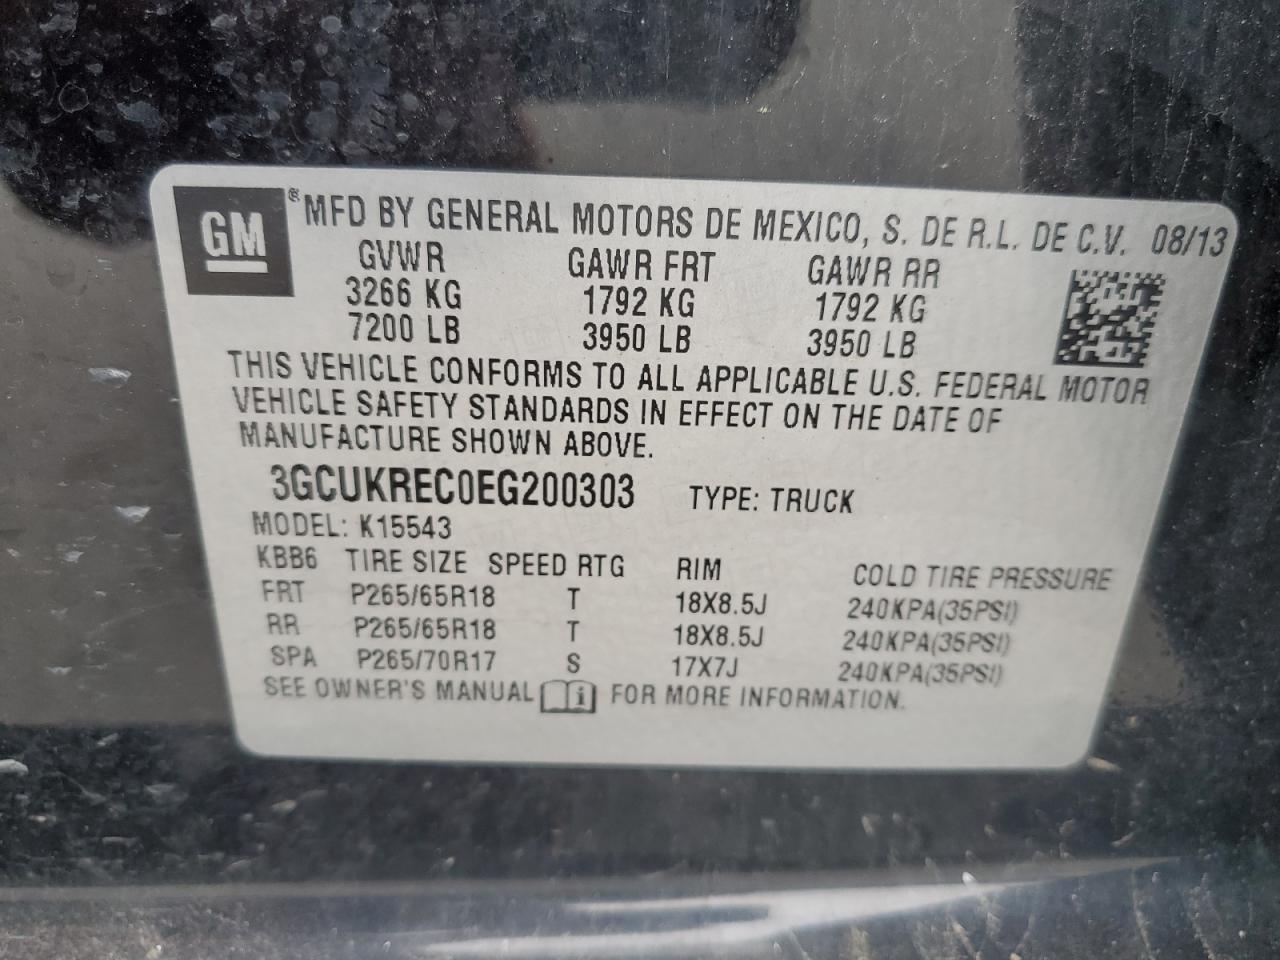 GM ® MFD BY GENERAL MOTORS DE MEXICO, S. DE R.L. DE C.V. 08/13
GVWR GAWR FRT GAWR RR
3266 KG 1792 KG 1792 KG
7200 LB 3950 LB 3950 LB
THIS VEHICLE CONFORMS TO ALL APPLICABLE U.S. FEDERAL MOTOR
VEHICLE SAFETY STANDARDS IN EFFECT ON THE DATE OF
MANUFACTURE SHOWN ABOVE.
3GCUKREC0EG200303 TYPE: TRUCK
MODEL: K15543
KBB6 TIRE SIZE SPEED RTG RIM COLD TIRE PRESSURE
FRT P265/65R18 T 18X8.5J 240KPA(35PSI)
RR P265/65R18 T 18X8.5J 240KPA(35PSI)
SPA P265/70R17 S 17X7J 240KPA(35PSI)
SEE OWNER'S MANUAL i FOR MORE INFORMATION.